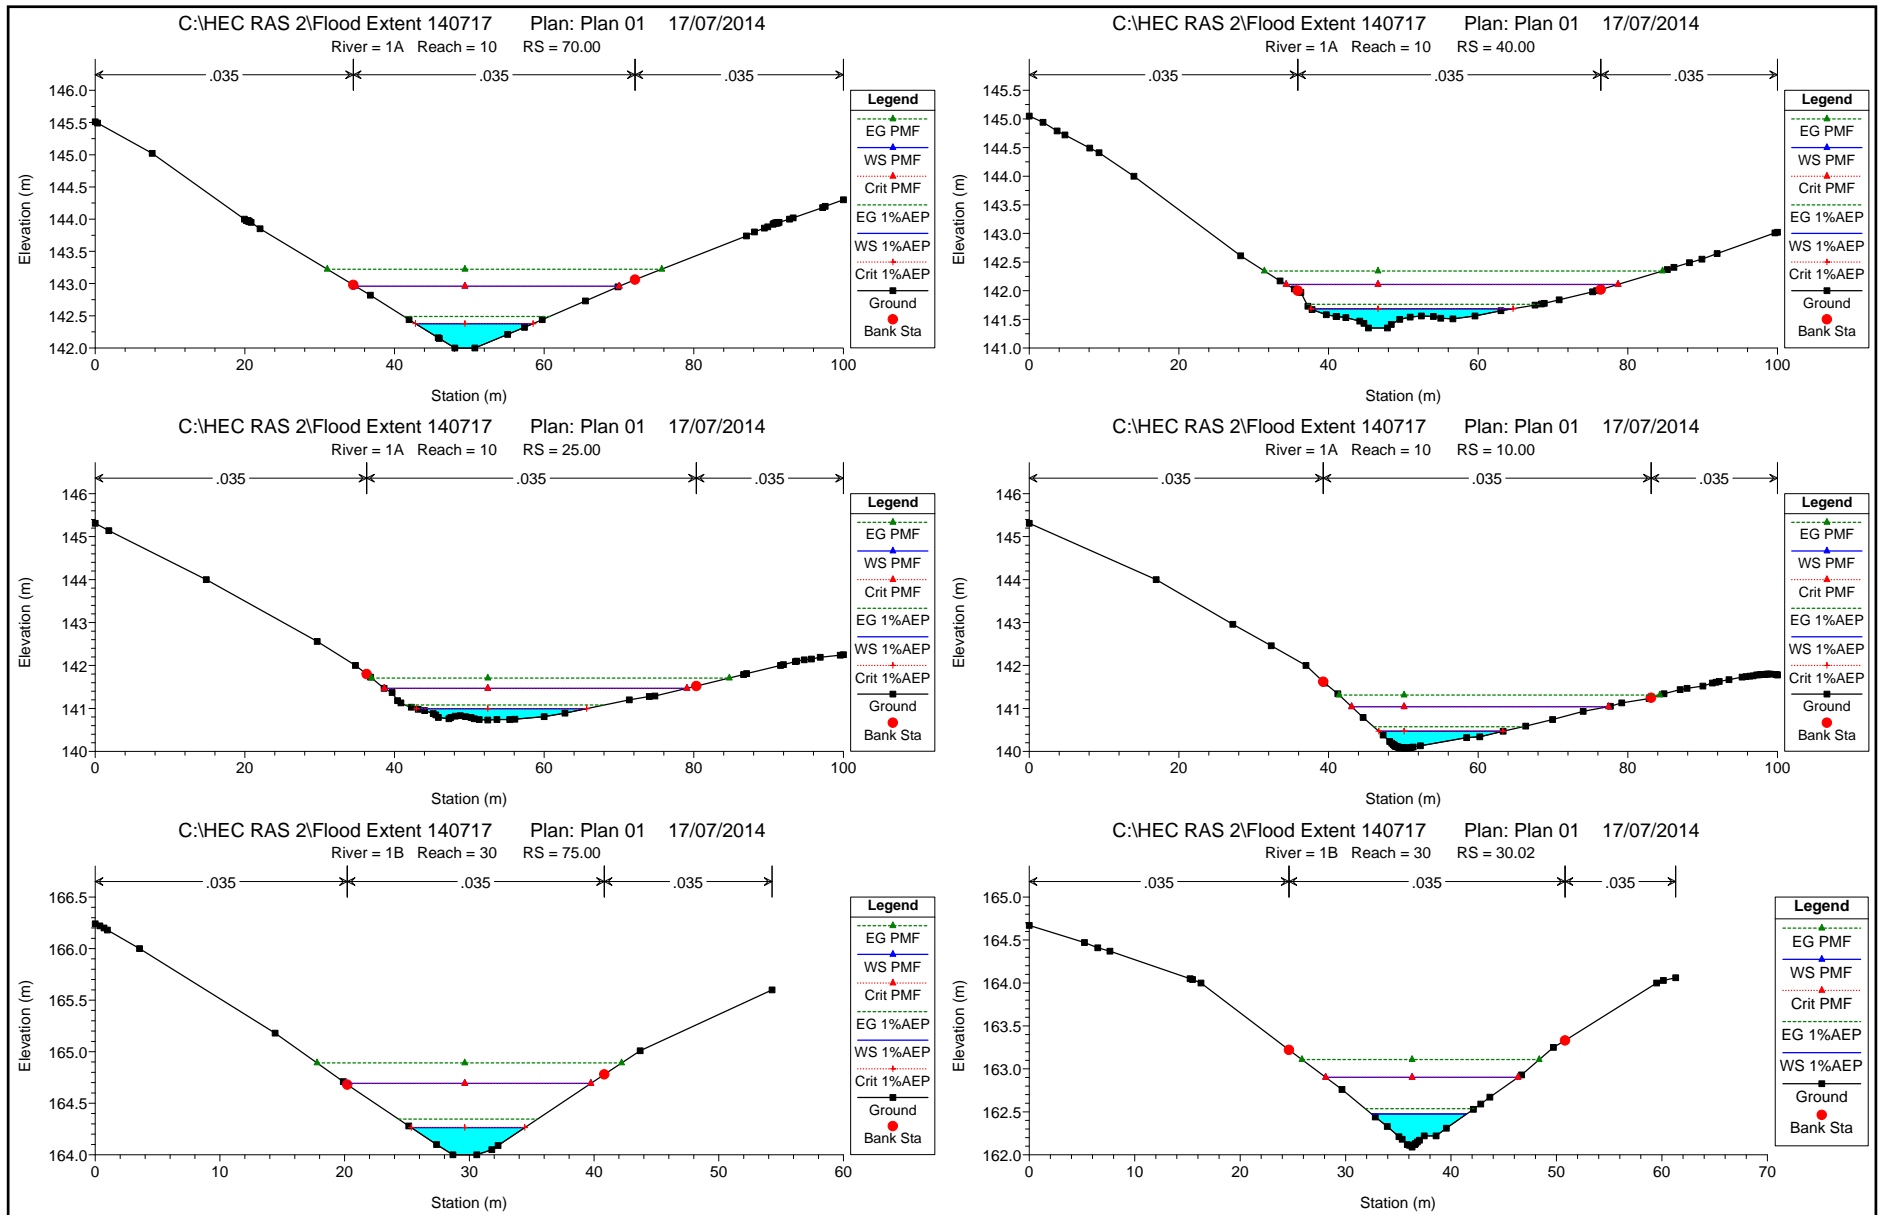 C:\HEC RAS 2\Flood Extent 140717 Plan: Plan 01 17/07/2014
River = 1A Reach = 10 RS = 70.00
.035 .035 .035
146.0
145.5
145.0
144.5
144.0
143.5
143.0
142.5
142.0
0 20 40 60 80 100
Station (m)
Elevation (m)
Legend
EG PMF
WS PMF
Crit PMF
EG 1%AEP
WS 1%AEP
Crit 1%AEP
Ground
Bank Sta
C:\HEC RAS 2\Flood Extent 140717 Plan: Plan 01 17/07/2014
River = 1A Reach = 10 RS = 40.00
.035 .035 .035
145.5
145.0
144.5
144.0
143.5
143.0
142.5
142.0
141.5
141.0
0 20 40 60 80 100
Station (m)
Elevation (m)
Legend
EG PMF
WS PMF
Crit PMF
EG 1%AEP
WS 1%AEP
Crit 1%AEP
Ground
Bank Sta
C:\HEC RAS 2\Flood Extent 140717 Plan: Plan 01 17/07/2014
River = 1A Reach = 10 RS = 25.00
.035 .035 .035
146
145
144
143
142
141
140
0 20 40 60 80 100
Station (m)
Elevation (m)
Legend
EG PMF
WS PMF
Crit PMF
EG 1%AEP
WS 1%AEP
Crit 1%AEP
Ground
Bank Sta
C:\HEC RAS 2\Flood Extent 140717 Plan: Plan 01 17/07/2014
River = 1A Reach = 10 RS = 10.00
.035 .035 .035
146
145
144
143
142
141
140
0 20 40 60 80 100
Station (m)
Elevation (m)
Legend
EG PMF
WS PMF
Crit PMF
EG 1%AEP
WS 1%AEP
Crit 1%AEP
Ground
Bank Sta
C:\HEC RAS 2\Flood Extent 140717 Plan: Plan 01 17/07/2014
River = 1B Reach = 30 RS = 75.00
.035 .035 .035
166.5
166.0
165.5
165.0
164.5
164.0
0 10 20 30 40 50 60
Station (m)
Elevation (m)
Legend
EG PMF
WS PMF
Crit PMF
EG 1%AEP
WS 1%AEP
Crit 1%AEP
Ground
Bank Sta
C:\HEC RAS 2\Flood Extent 140717 Plan: Plan 01 17/07/2014
River = 1B Reach = 30 RS = 30.02
.035 .035 .035
165.0
164.5
164.0
163.5
163.0
162.5
162.0
0 10 20 30 40 50 60 70
Station (m)
Elevation (m)
Legend
EG PMF
WS PMF
Crit PMF
EG 1%AEP
WS 1%AEP
Ground
Bank Sta